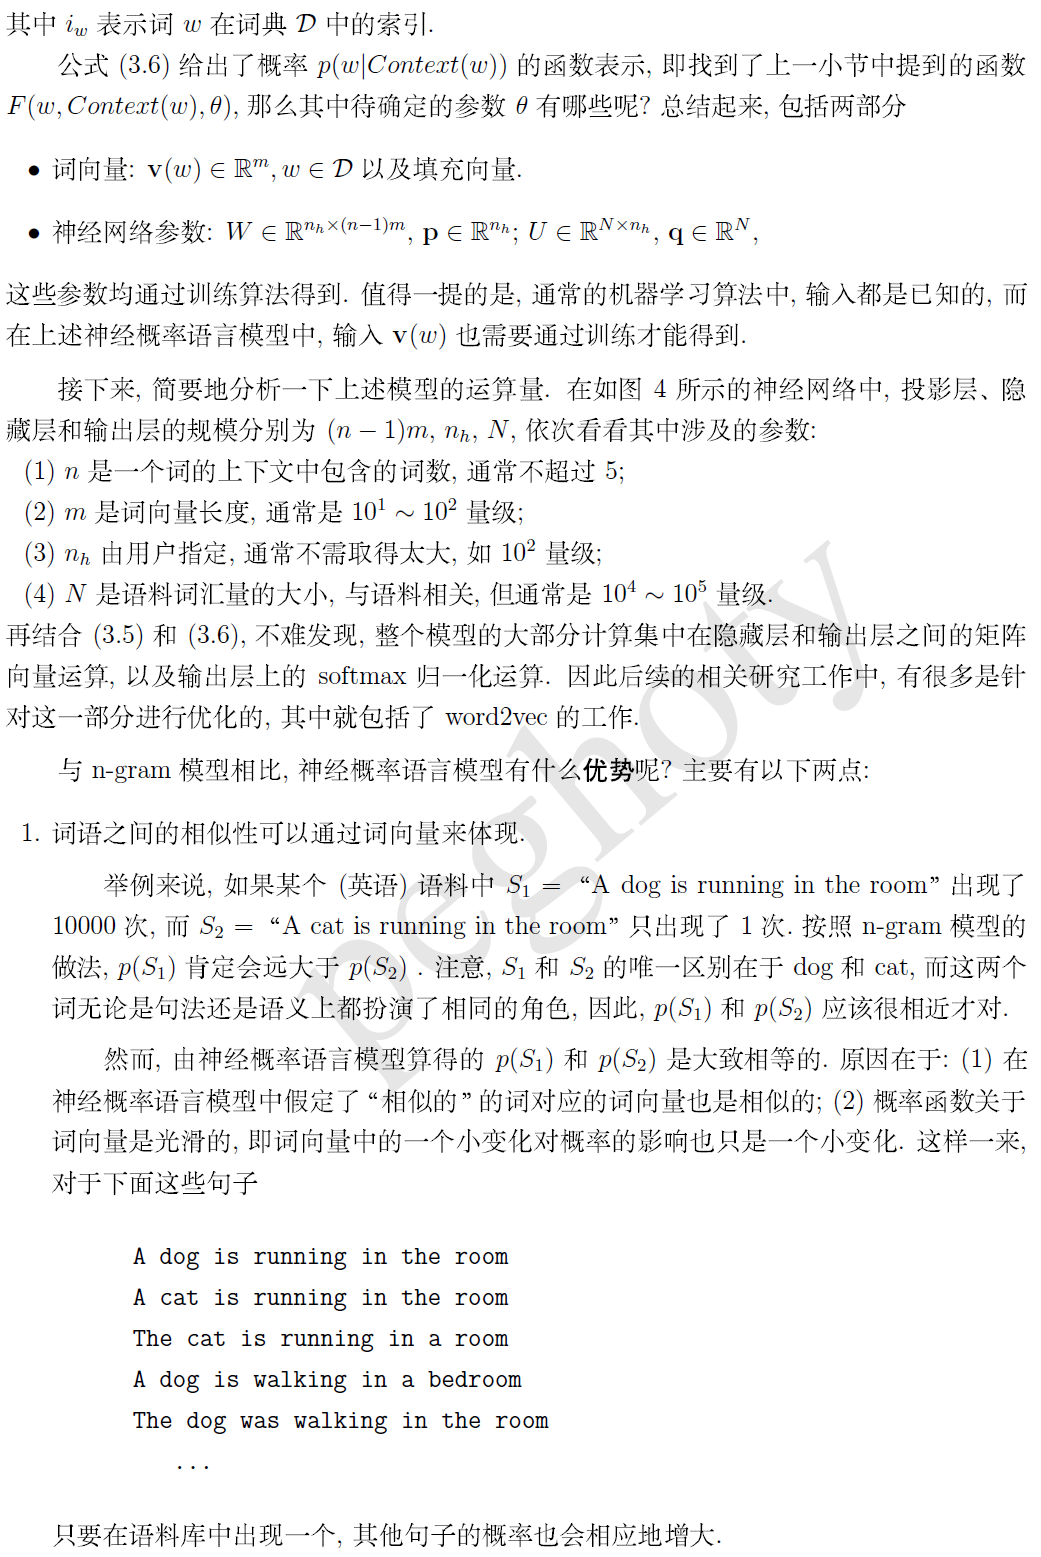 其中 i_w 表示词 w 在词典 𝒟 中的索引.
公式 (3.6) 给出了概率 p(w|Context(w)) 的函数表示, 即找到了上一小节中提到的函数
F(w, Context(w), θ), 那么其中待确定的参数 θ 有哪些呢? 总结起来, 包括两部分
• 词向量: v(w) ∈ ℝ^m, w ∈ 𝒟 以及填充向量.
• 神经网络参数: W ∈ ℝ^{n_h×(n−1)m}, p ∈ ℝ^{n_h}; U ∈ ℝ^{N×n_h}, q ∈ ℝ^N,
这些参数均通过训练算法得到. 值得一提的是, 通常的机器学习算法中, 输入都是已知的, 而
在上述神经概率语言模型中, 输入 v(w) 也需要通过训练才能得到.
接下来, 简要地分析一下上述模型的运算量. 在如图 4 所示的神经网络中, 投影层、隐
藏层和输出层的规模分别为 (n − 1)m, n_h, N, 依次看看其中涉及的参数:
(1) n 是一个词的上下文中包含的词数, 通常不超过 5;
(2) m 是词向量长度, 通常是 10^1 ∼ 10^2 量级;
(3) n_h 由用户指定, 通常不需取得太大, 如 10^2 量级;
(4) N 是语料词汇量的大小, 与语料相关, 但通常是 10^4 ∼ 10^5 量级.
再结合 (3.5) 和 (3.6), 不难发现, 整个模型的大部分计算集中在隐藏层和输出层之间的矩阵
向量运算, 以及输出层上的 softmax 归一化运算. 因此后续的相关研究工作中, 有很多是针
对这一部分进行优化的, 其中就包括了 word2vec 的工作.
与 n-gram 模型相比, 神经概率语言模型有什么优势呢? 主要有以下两点:
1. 词语之间的相似性可以通过词向量来体现.
举例来说, 如果某个 (英语) 语料中 S_1 = “A dog is running in the room” 出现了
10000 次, 而 S_2 = “A cat is running in the room” 只出现了 1 次. 按照 n-gram 模型的
做法, p(S_1) 肯定会远大于 p(S_2) . 注意, S_1 和 S_2 的唯一区别在于 dog 和 cat, 而这两个
词无论是句法还是语义上都扮演了相同的角色, 因此, p(S_1) 和 p(S_2) 应该很相近才对.
然而, 由神经概率语言模型算得的 p(S_1) 和 p(S_2) 是大致相等的. 原因在于: (1) 在
神经概率语言模型中假定了 “相似的” 的词对应的词向量也是相似的; (2) 概率函数关于
词向量是光滑的, 即词向量中的一个小变化对概率的影响也只是一个小变化. 这样一来,
对于下面这些句子
A dog is running in the room
A cat is running in the room
The cat is running in a room
A dog is walking in a bedroom
The dog was walking in the room
...
只要在语料库中出现一个, 其他句子的概率也会相应地增大.
peghoty